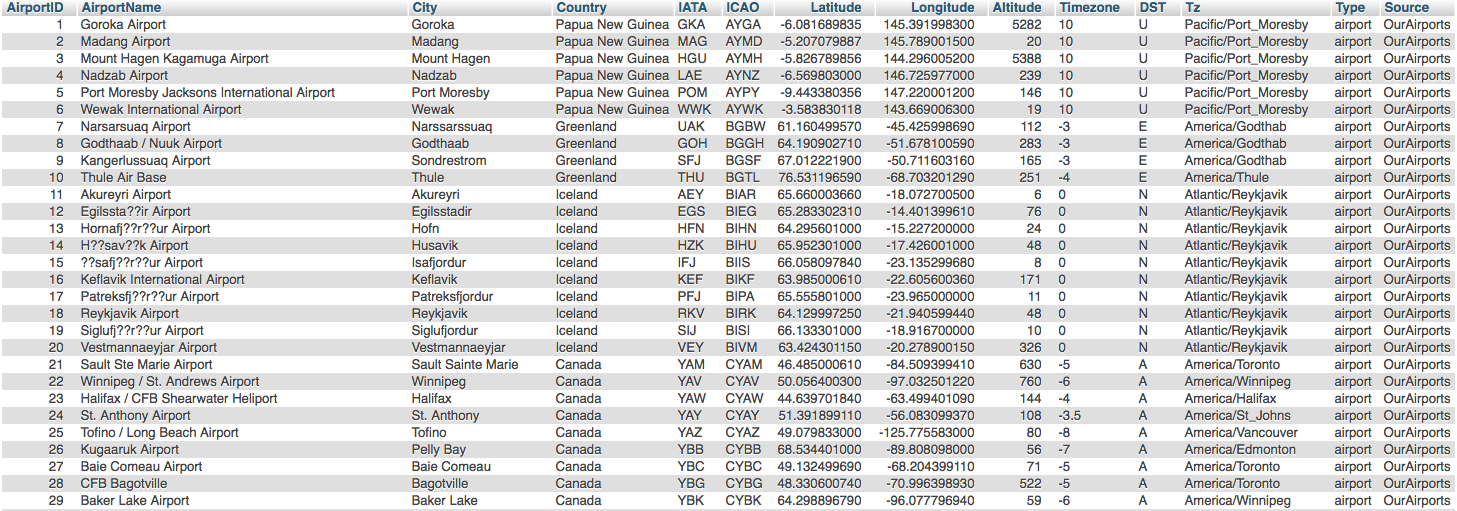 AirportID AirportName City Country IATA ICAO Latitude Longitude Altitude Timezone DST Tz Type Source
1 Goroka Airport Goroka Papua New Guinea GKA AYGA -6.081689835 145.391998300 5282 10 U Pacific/Port_Moresby airport OurAirports
2 Madang Airport Madang Papua New Guinea MAG AYMD -5.207079887 145.789001500 20 10 U Pacific/Port_Moresby airport OurAirports
3 Mount Hagen Kagamuga Airport Mount Hagen Papua New Guinea HGU AYMH -5.826789856 144.296005200 5388 10 U Pacific/Port_Moresby airport OurAirports
4 Nadzab Airport Nadzab Papua New Guinea LAE AYNZ -6.569803000 146.725977000 239 10 U Pacific/Port_Moresby airport OurAirports
5 Port Moresby Jacksons International Airport Port Moresby Papua New Guinea POM AYPY -9.443380356 147.220001200 146 10 U Pacific/Port_Moresby airport OurAirports
6 Wewak International Airport Wewak Papua New Guinea WWK AYWK -3.583830118 143.669006300 19 10 U Pacific/Port_Moresby airport OurAirports
7 Narsarsuaq Airport Narssarssuaq Greenland UAK BGBW 61.160499570 -45.425998690 112 -3 E America/Godthab airport OurAirports
8 Godthaab / Nuuk Airport Godthaab Greenland GOH BGGH 64.190902710 -51.678100590 283 -3 E America/Godthab airport OurAirports
9 Kangerlussuaq Airport Sondrestrom Greenland SFJ BGSF 67.012221900 -50.711603160 165 -3 E America/Godthab airport OurAirports
10 Thule Air Base Thule Greenland THU BGTL 76.531196590 -68.703201290 251 -4 E America/Thule airport OurAirports
11 Akureyri Airport Akureyri Iceland AEY BIAR 65.660003660 -18.072700500 6 0 N Atlantic/Reykjavik airport OurAirports
12 Egilssta??ir Airport Egilsstadir Iceland EGS BIEG 65.283302310 -14.401399610 76 0 N Atlantic/Reykjavik airport OurAirports
13 Hornafj??r??ur Airport Hofn Iceland HFN BIHN 64.295601000 -15.227200000 24 0 N Atlantic/Reykjavik airport OurAirports
14 H??sav??k Airport Husavik Iceland HZK BIHU 65.952301000 -17.426001000 48 0 N Atlantic/Reykjavik airport OurAirports
15 ??safj??r??ur Airport Isafjordur Iceland IFJ BIIS 66.058097840 -23.135299680 8 0 N Atlantic/Reykjavik airport OurAirports
16 Keflavik International Airport Keflavik Iceland KEF BIKF 63.985000610 -22.605600360 171 0 N Atlantic/Reykjavik airport OurAirports
17 Patreksfj??r??ur Airport Patreksfjordur Iceland PFJ BIPA 65.555801000 -23.965000000 11 0 N Atlantic/Reykjavik airport OurAirports
18 Reykjavik Airport Reykjavik Iceland RKV BIRK 64.129997250 -21.940599440 48 0 N Atlantic/Reykjavik airport OurAirports
19 Siglufj??r??ur Airport Siglufjordur Iceland SIJ BISI 66.133301000 -18.916700000 10 0 N Atlantic/Reykjavik airport OurAirports
20 Vestmannaeyjar Airport Vestmannaeyjar Iceland VEY BIVM 63.424301150 -20.278900150 326 0 N Atlantic/Reykjavik airport OurAirports
21 Sault Ste Marie Airport Sault Sainte Marie Canada YAM CYAM 46.485000610 -84.509399410 630 -5 A America/Toronto airport OurAirports
22 Winnipeg / St. Andrews Airport Winnipeg Canada YAV CYAV 50.056400300 -97.032501220 760 -6 A America/Winnipeg airport OurAirports
23 Halifax / CFB Shearwater Heliport Halifax Canada YAW CYAW 44.639701840 -63.499401090 144 -4 A America/Halifax airport OurAirports
24 St. Anthony Airport St. Anthony Canada YAY CYAY 51.391899110 -56.083099370 108 -3.5 A America/St_Johns airport OurAirports
25 Tofino / Long Beach Airport Tofino Canada YAZ CYAZ 49.079833000 -125.775583000 80 -8 A America/Vancouver airport OurAirports
26 Kugaaruk Airport Pelly Bay Canada YBB CYBB 68.534401000 -89.808098000 56 -7 A America/Edmonton airport OurAirports
27 Baie Comeau Airport Baie Comeau Canada YBC CYBC 49.132499690 -68.204399110 71 -5 A America/Toronto airport OurAirports
28 CFB Bagotville Bagotville Canada YBG CYBG 48.330600740 -70.996398930 522 -5 A America/Toronto airport OurAirports
29 Baker Lake Airport Baker Lake Canada YBK CYBK 64.298896790 -96.077796940 59 -6 A America/Winnipeg airport OurAirports